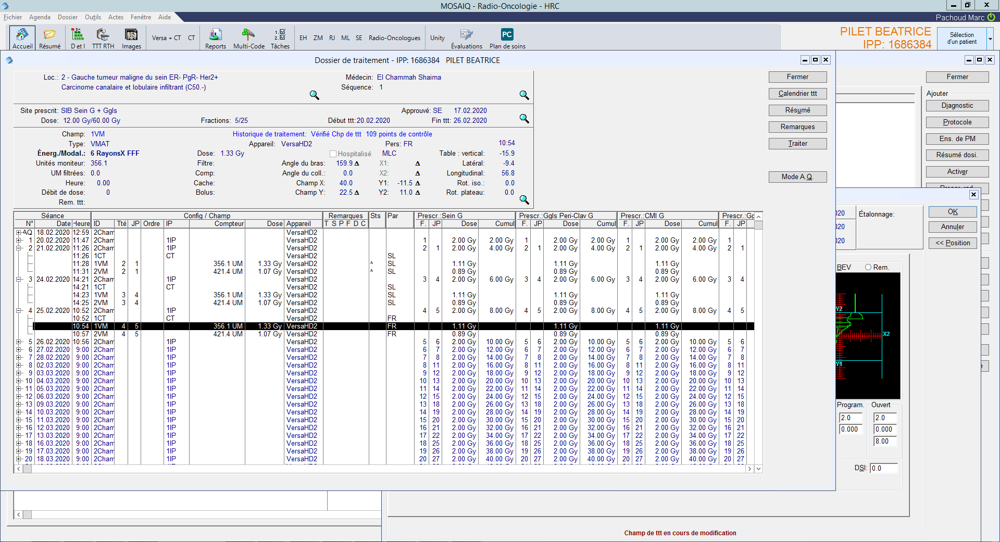 MOSAIQ - Radio-Oncologie - HRC
Fichier Agenda Dossier Outils Actes Fenêtre Aide
Pachoud Marc
Accueil Résumé D et I TTT RTH Images Versa + CT CT Reports Multi-Code Tâches EH ZM RJ ML SE Radio-Oncologues Unity Évaluations PC Plan de soins
PILET BEATRICE
IPP: 1686384
Sélection
d'un patient
Dossier de traitement - IPP: 1686384 PILET BEATRICE
Loc.: 2 - Gauche tumeur maligne du sein ER- PgR- Her2+
Carcinome canalaire et lobulaire infiltrant (C50.-)
Médecin: El Chammah Shaima
Séquence: 1
Site prescrit: SIB Sein G + Ggls
Approuvé: SE 17.02.2020
Dose: 12.00 Gy/60.00 Gy Fractions: 5/25 Début ttt: 20.02.2020 Fin ttt: 26.02.2020
Champ: 1VM Historique de traitement: Vérifié Chp de ttt 109 points de contrôle
Type: VMAT Appareil: VersaHD2 Pers: FR 10:54
Énerg./Modal.: 6 RayonsX FFF Dose: 1.33 Gy Hospitalisé MLC Table : vertical: -15.9
Unités moniteur: 356.1 Filtre: Angle du bras: 159.9 Δ X1: Δ Latéral: -9.4
UM filtrées: 0.0 Comp: Angle du coll.: 0.0 X2: Δ Longitudinal: 56.8
Heure: 0.00 Cache: Champ X: 40.0 Y1: -11.5 Δ Rot. iso.: 0.0
Débit de dose: 0 Bolus: Champ Y: 22.5 Δ Y2: 11.0 Δ Rot. plateau: 0.0
Rem. ttt:
Fermer
Calendrier ttt
Résumé
Remarques
Traiter
Mode A.Q.
Séance Config / Champ Remarques Sts Par Prescr.:Sein G Prescr.:Ggls Peri-Clav G Prescr.:CMI G
N° Date Heure ID Tté JP Ordre IP Compteur Dose Appareil T S P F D C F. JP Dose Cumul F. JP Dose Cumul F. JP Dose Cumul F. JP
AQ 18.02.2020 12:59 2Cham VersaHD2
1 20.02.2020 11:47 2Cham 1IP VersaHD2 1 2.00 Gy 2.00 Gy 1 2.00 Gy 2.00 Gy 1 2.00 Gy 2.00 Gy 1
2 21.02.2020 11:26 2Cham 1IP VersaHD2 2 1 2.00 Gy 4.00 Gy 2 1 2.00 Gy 4.00 Gy 2 1 2.00 Gy 4.00 Gy 2 1
11:26 1CT CT VersaHD2 SL
11:28 1VM 2 1 356.1 UM 1.33 Gy VersaHD2 ^ SL 1.11 Gy 1.11 Gy 1.11 Gy
11:31 2VM 2 1 421.4 UM 1.07 Gy VersaHD2 ^ SL 0.89 Gy 0.89 Gy 0.89 Gy
3 24.02.2020 14:21 2Cham 1IP VersaHD2 3 4 2.00 Gy 6.00 Gy 3 4 2.00 Gy 6.00 Gy 3 4 2.00 Gy 6.00 Gy 3 4
14:21 1CT CT VersaHD2 SL
14:23 1VM 3 4 356.1 UM 1.33 Gy VersaHD2 SL 1.11 Gy 1.11 Gy 1.11 Gy
14:25 2VM 3 4 421.4 UM 1.07 Gy VersaHD2 SL 0.89 Gy 0.89 Gy 0.89 Gy
4 25.02.2020 10:52 2Cham 1IP VersaHD2 4 5 2.00 Gy 8.00 Gy 4 5 2.00 Gy 8.00 Gy 4 5 2.00 Gy 8.00 Gy 4 5
10:52 1CT CT VersaHD2 FR
10:54 1VM 4 5 356.1 UM 1.33 Gy VersaHD2 FR 1.11 Gy 1.11 Gy 1.11 Gy
10:57 2VM 4 5 421.4 UM 1.07 Gy VersaHD2 FR 0.89 Gy 0.89 Gy 0.89 Gy
5 26.02.2020 10:56 2Cham 1IP VersaHD2 5 6 2.00 Gy 10.00 Gy 5 6 2.00 Gy 10.00 Gy 5 6 2.00 Gy 10.00 Gy 5 6
6 27.02.2020 9:00 2Cham 1IP VersaHD2 6 7 2.00 Gy 12.00 Gy 6 7 2.00 Gy 12.00 Gy 6 7 2.00 Gy 12.00 Gy 6 7
7 28.02.2020 9:00 2Cham 1IP VersaHD2 7 8 2.00 Gy 14.00 Gy 7 8 2.00 Gy 14.00 Gy 7 8 2.00 Gy 14.00 Gy 7 8
8 02.03.2020 9:00 2Cham 1IP VersaHD2 8 11 2.00 Gy 16.00 Gy 8 11 2.00 Gy 16.00 Gy 8 11 2.00 Gy 16.00 Gy 8 11
9 03.03.2020 9:00 2Cham 1IP VersaHD2 9 12 2.00 Gy 18.00 Gy 9 12 2.00 Gy 18.00 Gy 9 12 2.00 Gy 18.00 Gy 9 12
10 04.03.2020 9:00 2Cham 1IP VersaHD2 10 13 2.00 Gy 20.00 Gy 10 13 2.00 Gy 20.00 Gy 10 13 2.00 Gy 20.00 Gy 10 13
11 05.03.2020 9:00 2Cham 1IP VersaHD2 11 14 2.00 Gy 22.00 Gy 11 14 2.00 Gy 22.00 Gy 11 14 2.00 Gy 22.00 Gy 11 14
12 06.03.2020 9:00 2Cham 1IP VersaHD2 12 15 2.00 Gy 24.00 Gy 12 15 2.00 Gy 24.00 Gy 12 15 2.00 Gy 24.00 Gy 12 15
13 09.03.2020 9:00 2Cham 1IP VersaHD2 13 18 2.00 Gy 26.00 Gy 13 18 2.00 Gy 26.00 Gy 13 18 2.00 Gy 26.00 Gy 13 18
14 10.03.2020 9:00 2Cham 1IP VersaHD2 14 19 2.00 Gy 28.00 Gy 14 19 2.00 Gy 28.00 Gy 14 19 2.00 Gy 28.00 Gy 14 19
15 11.03.2020 9:00 2Cham 1IP VersaHD2 15 20 2.00 Gy 30.00 Gy 15 20 2.00 Gy 30.00 Gy 15 20 2.00 Gy 30.00 Gy 15 20
16 12.03.2020 9:00 2Cham 1IP VersaHD2 16 21 2.00 Gy 32.00 Gy 16 21 2.00 Gy 32.00 Gy 16 21 2.00 Gy 32.00 Gy 16 21
17 13.03.2020 9:00 2Cham 1IP VersaHD2 17 22 2.00 Gy 34.00 Gy 17 22 2.00 Gy 34.00 Gy 17 22 2.00 Gy 34.00 Gy 17 22
18 16.03.2020 9:00 2Cham 1IP VersaHD2 18 25 2.00 Gy 36.00 Gy 18 25 2.00 Gy 36.00 Gy 18 25 2.00 Gy 36.00 Gy 18 25
19 17.03.2020 9:00 2Cham 1IP VersaHD2 19 26 2.00 Gy 38.00 Gy 19 26 2.00 Gy 38.00 Gy 19 26 2.00 Gy 38.00 Gy 19 26
20 18.03.2020 9:00 2Cham 1IP VersaHD2 20 27 2.00 Gy 40.00 Gy 20 27 2.00 Gy 40.00 Gy 20 27 2.00 Gy 40.00 Gy 20 27
Fermer
Ajouter
Diagnostic
Protocole
Ens. de PM
Résumé dosi.
Activer
Étalonnage:
OK
Annuler
<< Position
BEV Rem.
Y2
X2
Y1
Program. Ouvert
2.0 2.0
0.000 0.000
8.00
DSI: 0.0
Champ de ttt en cours de modification